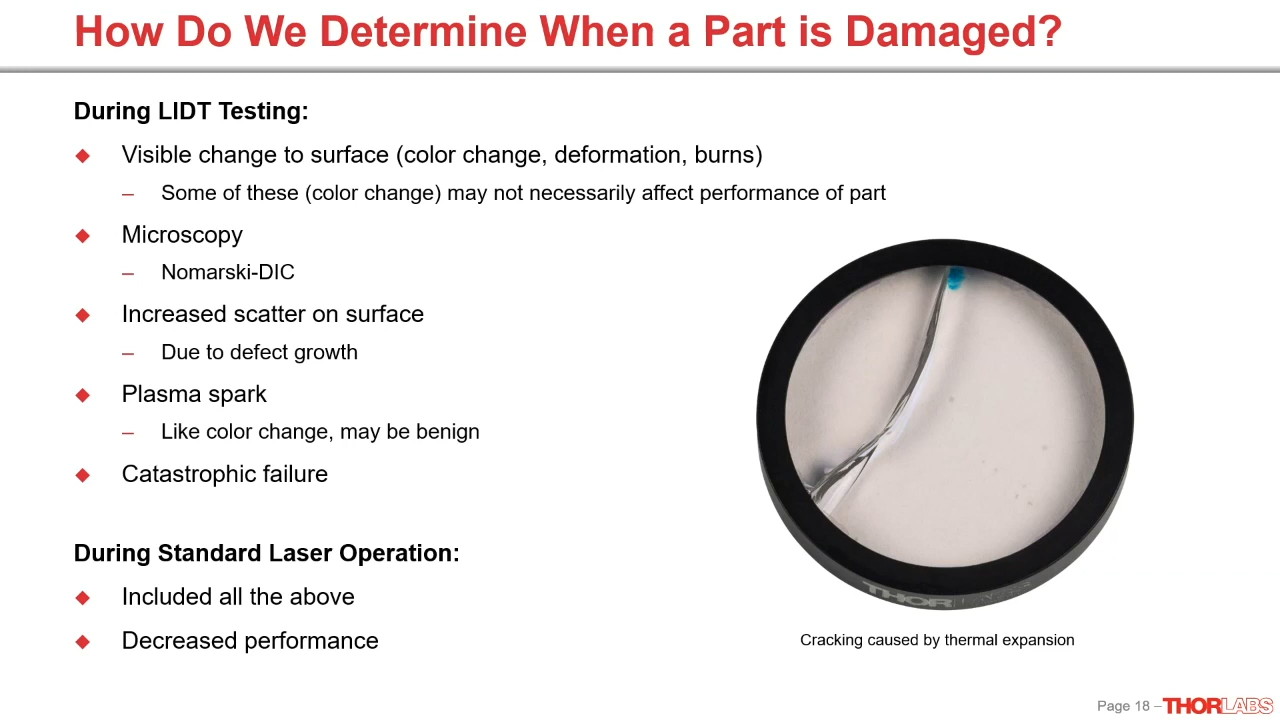 How Do We Determine When a Part is Damaged?
During LIDT Testing:
◆ Visible change to surface (color change, deformation, burns)
– Some of these (color change) may not necessarily affect performance of part
◆ Microscopy
– Nomarski-DIC
◆ Increased scatter on surface
– Due to defect growth
◆ Plasma spark
– Like color change, may be benign
◆ Catastrophic failure
During Standard Laser Operation:
◆ Included all the above
◆ Decreased performance
THORLABS
Cracking caused by thermal expansion
Page 18 – THORLABS